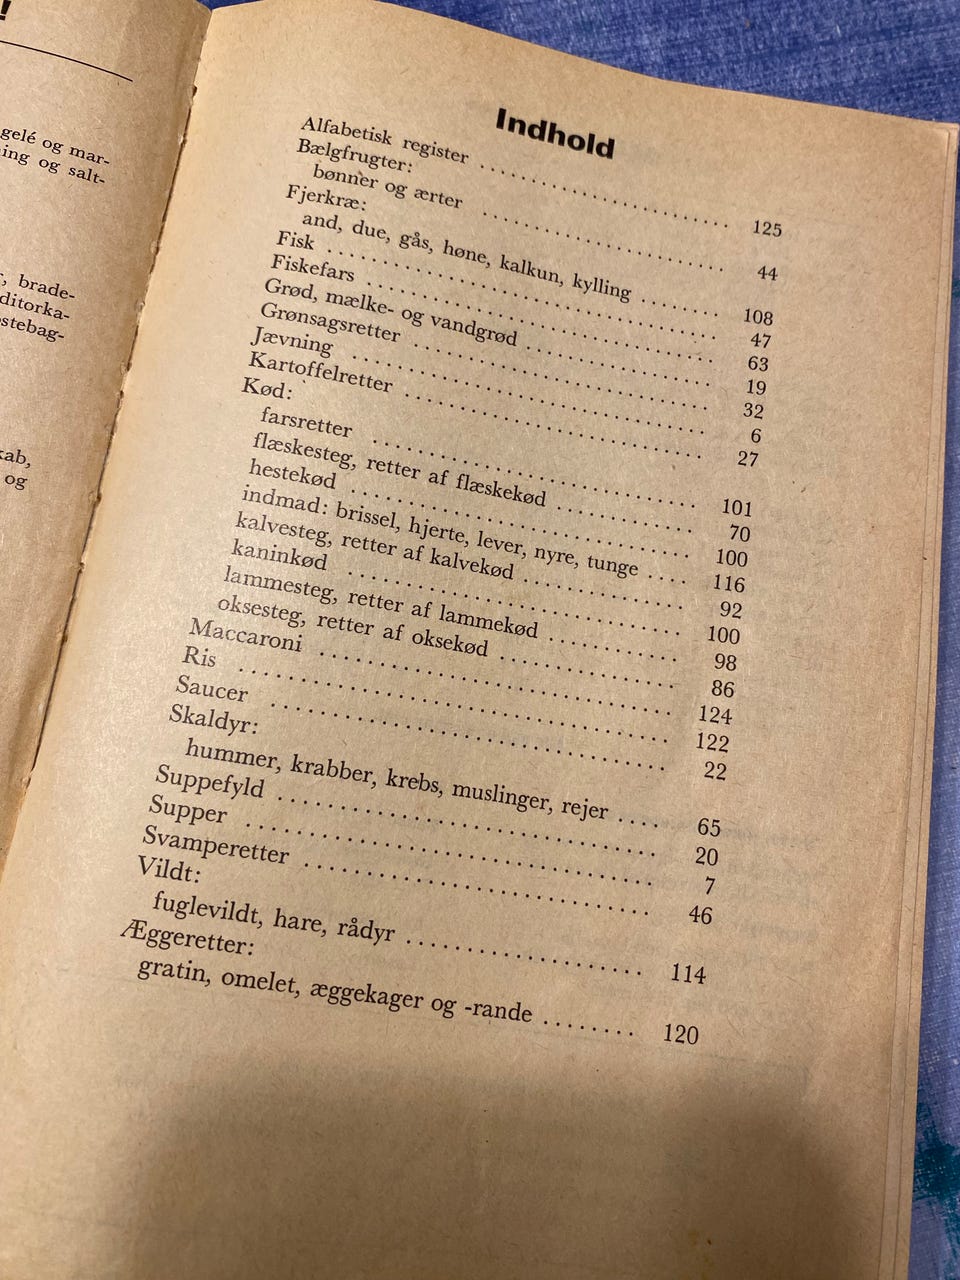 !
gelé og mar-
ing og salt-
, brade-
ditorka-
stebag-
ab,
og
Indhold
Alfabetisk register .............................. 125
Bælgfrugter:
bønner og ærter .............................. 44
Fjerkræ:
and, due, gås, høne, kalkun, kylling ........ 108
Fisk .............................. 47
Fiskefars .............................. 63
Grød, mælke- og vandgrød .............................. 19
Grønsagsretter .............................. 32
Jævning .............................. 6
Kartoffelretter .............................. 27
Kød:
farsretter .............................. 101
flæskesteg, retter af flæskekød .............. 70
hestekød .............................. 100
indmad: brissel, hjerte, lever, nyre, tunge .... 116
kalvesteg, retter af kalvekød .............. 92
kaninkød .............................. 100
lammesteg, retter af lammekød ............ 98
oksesteg, retter af oksekød .............. 86
Maccaroni .............................. 124
Ris .............................. 122
Saucer .............................. 22
Skaldyr:
hummer, krabber, krebs, muslinger, rejer .... 65
Suppefyld .............................. 20
Supper .............................. 7
Svamperetter .............................. 46
Vildt:
fuglevildt, hare, rådyr .............................. 114
Æggeretter:
gratin, omelet, æggekager og -rande ........ 120